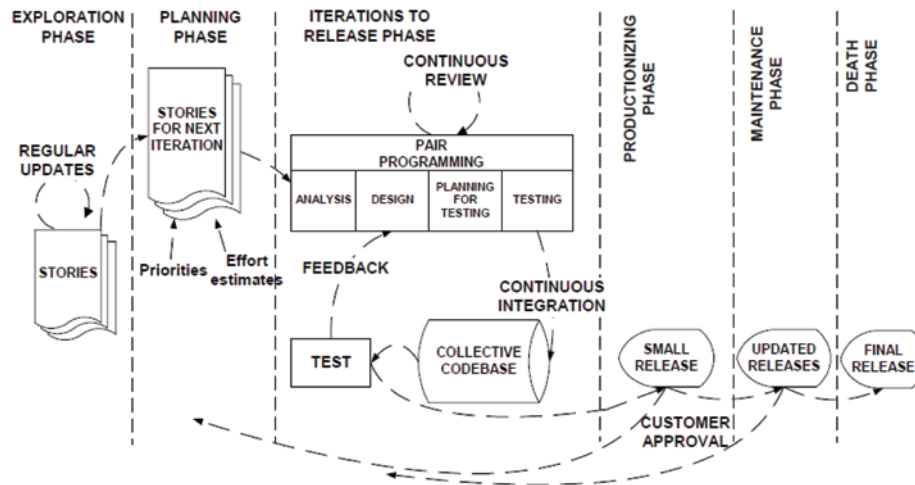 EXPLORATION
PHASE
PLANNING
PHASE
ITERATIONS TO
RELEASE PHASE
PRODUCTIONIZING
PHASE
MAINTENANCE
PHASE
DEATH
PHASE
CONTINUOUS
REVIEW
STORIES
FOR NEXT
ITERATION
REGULAR
UPDATES
PAIR
PROGRAMMING
ANALYSIS
DESIGN
PLANNING
FOR
TESTING
TESTING
STORIES
Priorities
Effort
estimates
FEEDBACK
CONTINUOUS
INTEGRATION
TEST
COLLECTIVE
CODEBASE
SMALL
RELEASE
UPDATED
RELEASES
FINAL
RELEASE
CUSTOMER
APPROVAL